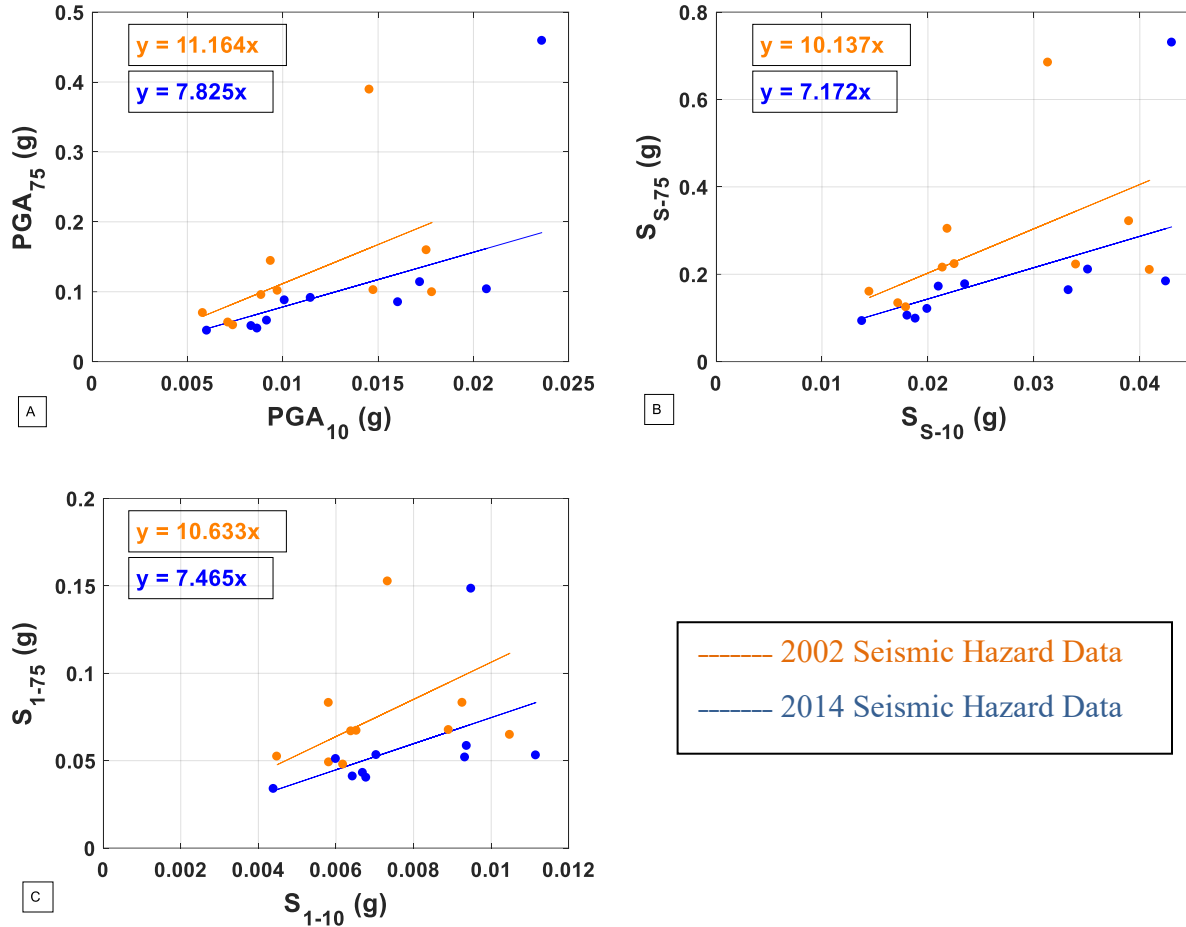 y = 11.164x
y = 7.825x
0.5
0.4
0.3
0.2
0.1
0
PGA75 (g)
0 0.005 0.01 0.015 0.02 0.025
PGA10 (g)
A
y = 10.137x
y = 7.172x
0.8
0.6
0.4
0.2
0
SS-75 (g)
0 0.01 0.02 0.03 0.04
SS-10 (g)
B
y = 10.633x
y = 7.465x
0.2
0.15
0.1
0.05
0
S1-75 (g)
0 0.002 0.004 0.006 0.008 0.01 0.012
S1-10 (g)
C
------- 2002 Seismic Hazard Data
------- 2014 Seismic Hazard Data